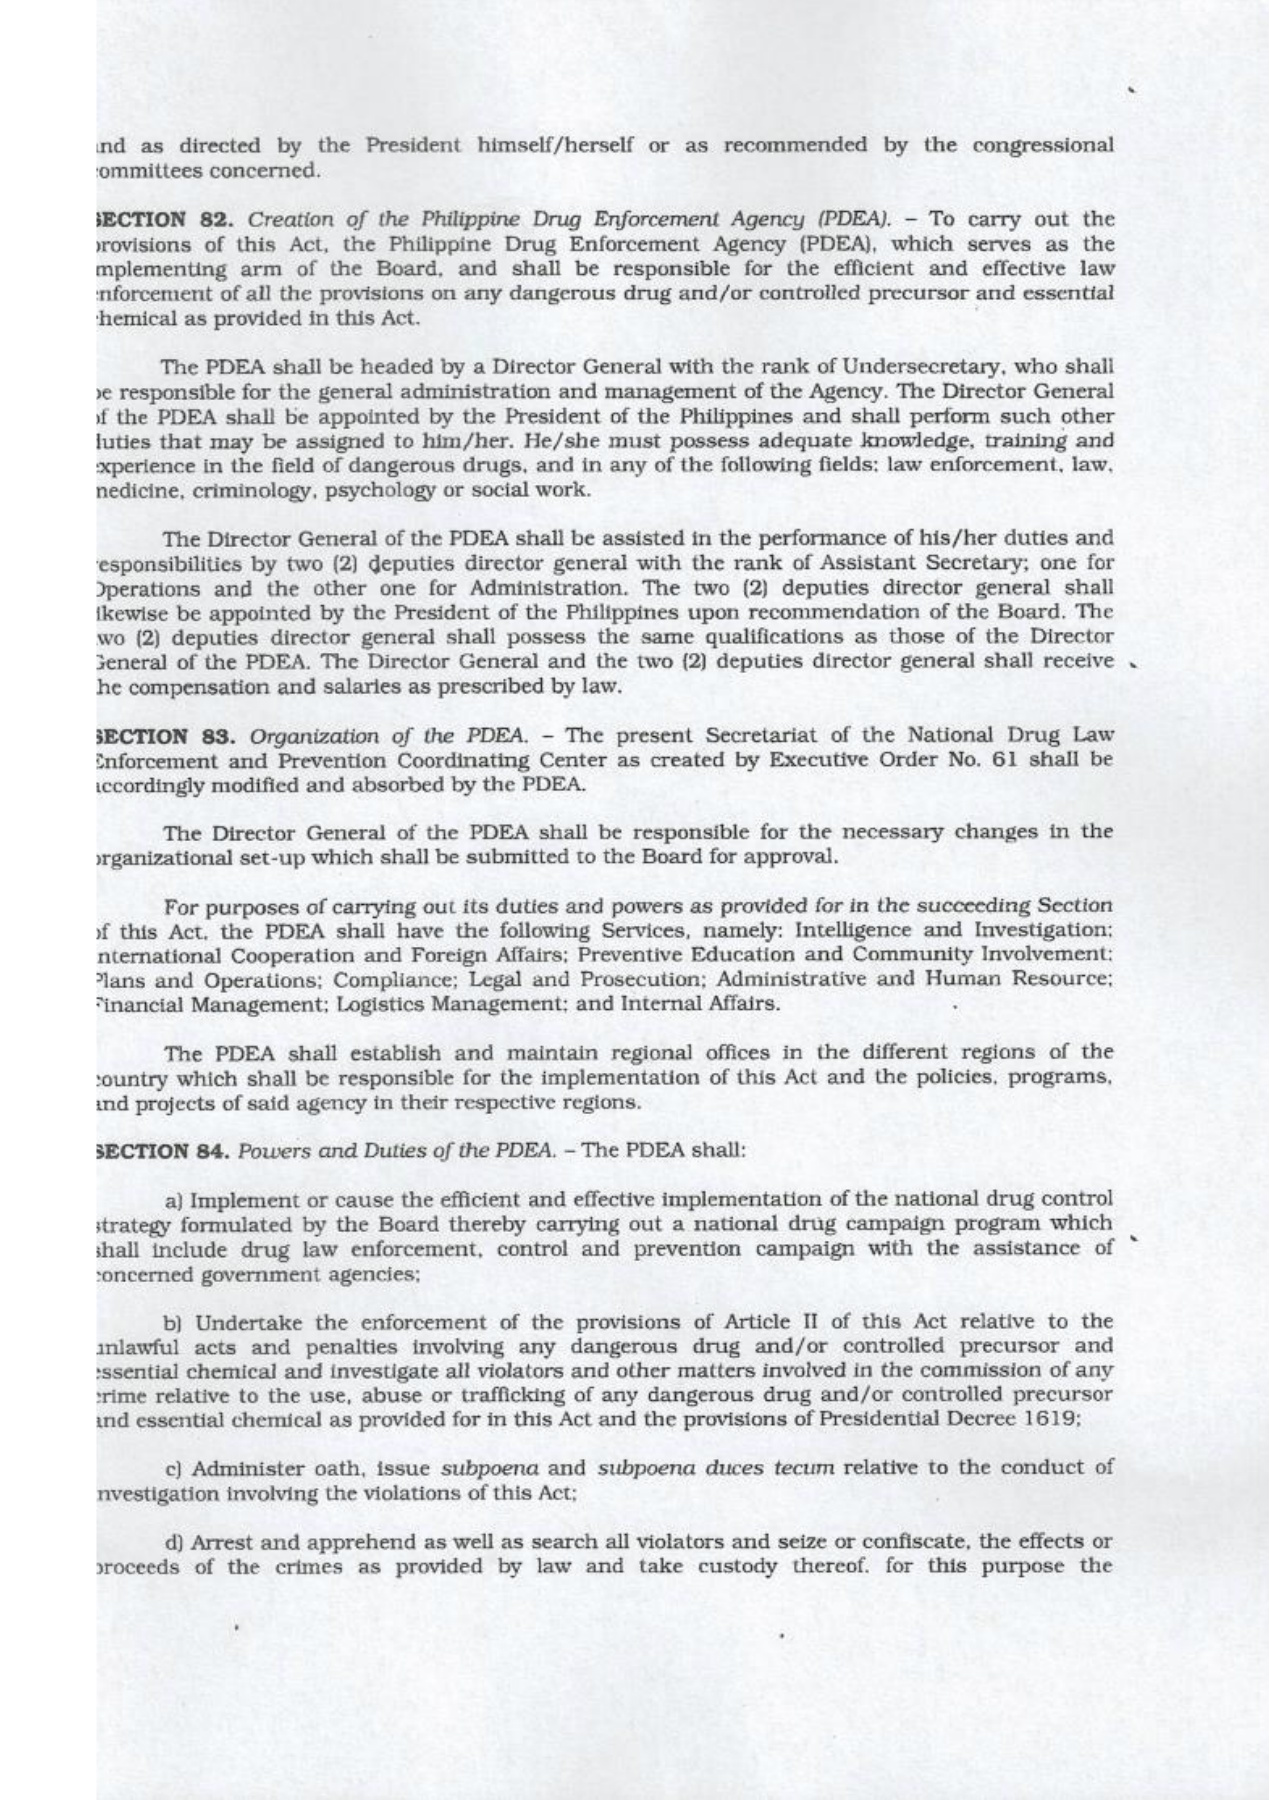 and as directed by the President himself/herself or as recommended by the congressional
committees concerned.
SECTION 82. Creation of the Philippine Drug Enforcement Agency (PDEA). – To carry out the
provisions of this Act, the Philippine Drug Enforcement Agency (PDEA), which serves as the
mplementing arm of the Board, and shall be responsible for the efficient and effective law
enforcement of all the provisions on any dangerous drug and/or controlled precursor and essential
chemical as provided in this Act.
The PDEA shall be headed by a Director General with the rank of Undersecretary, who shall
be responsible for the general administration and management of the Agency. The Director General
of the PDEA shall be appointed by the President of the Philippines and shall perform such other
duties that may be assigned to him/her. He/she must possess adequate knowledge, training and
experience in the field of dangerous drugs, and in any of the following fields: law enforcement, law,
medicine, criminology, psychology or social work.
The Director General of the PDEA shall be assisted in the performance of his/her duties and
responsibilities by two (2) deputies director general with the rank of Assistant Secretary; one for
Operations and the other one for Administration. The two (2) deputies director general shall
ikewise be appointed by the President of the Philippines upon recommendation of the Board. The
two (2) deputies director general shall possess the same qualifications as those of the Director
General of the PDEA. The Director General and the two (2) deputies director general shall receive
he compensation and salaries as prescribed by law.
SECTION 83. Organization of the PDEA. – The present Secretariat of the National Drug Law
Enforcement and Prevention Coordinating Center as created by Executive Order No. 61 shall be
accordingly modified and absorbed by the PDEA.
The Director General of the PDEA shall be responsible for the necessary changes in the
organizational set-up which shall be submitted to the Board for approval.
For purposes of carrying out its duties and powers as provided for in the succeeding Section
of this Act, the PDEA shall have the following Services, namely: Intelligence and Investigation;
nternational Cooperation and Foreign Affairs; Preventive Education and Community Involvement;
Plans and Operations; Compliance; Legal and Prosecution; Administrative and Human Resource;
Financial Management; Logistics Management; and Internal Affairs.
The PDEA shall establish and maintain regional offices in the different regions of the
country which shall be responsible for the implementation of this Act and the policies, programs,
and projects of said agency in their respective regions.
SECTION 84. Powers and Duties of the PDEA. – The PDEA shall:
a) Implement or cause the efficient and effective implementation of the national drug control
strategy formulated by the Board thereby carrying out a national drug campaign program which
shall include drug law enforcement, control and prevention campaign with the assistance of
concerned government agencies;
b) Undertake the enforcement of the provisions of Article II of this Act relative to the
unlawful acts and penalties involving any dangerous drug and/or controlled precursor and
essential chemical and investigate all violators and other matters involved in the commission of any
crime relative to the use, abuse or trafficking of any dangerous drug and/or controlled precursor
and essential chemical as provided for in this Act and the provisions of Presidential Decree 1619;
c) Administer oath, issue subpoena and subpoena duces tecum relative to the conduct of
nvestigation involving the violations of this Act;
d) Arrest and apprehend as well as search all violators and seize or confiscate, the effects or
proceeds of the crimes as provided by law and take custody thereof, for this purpose the